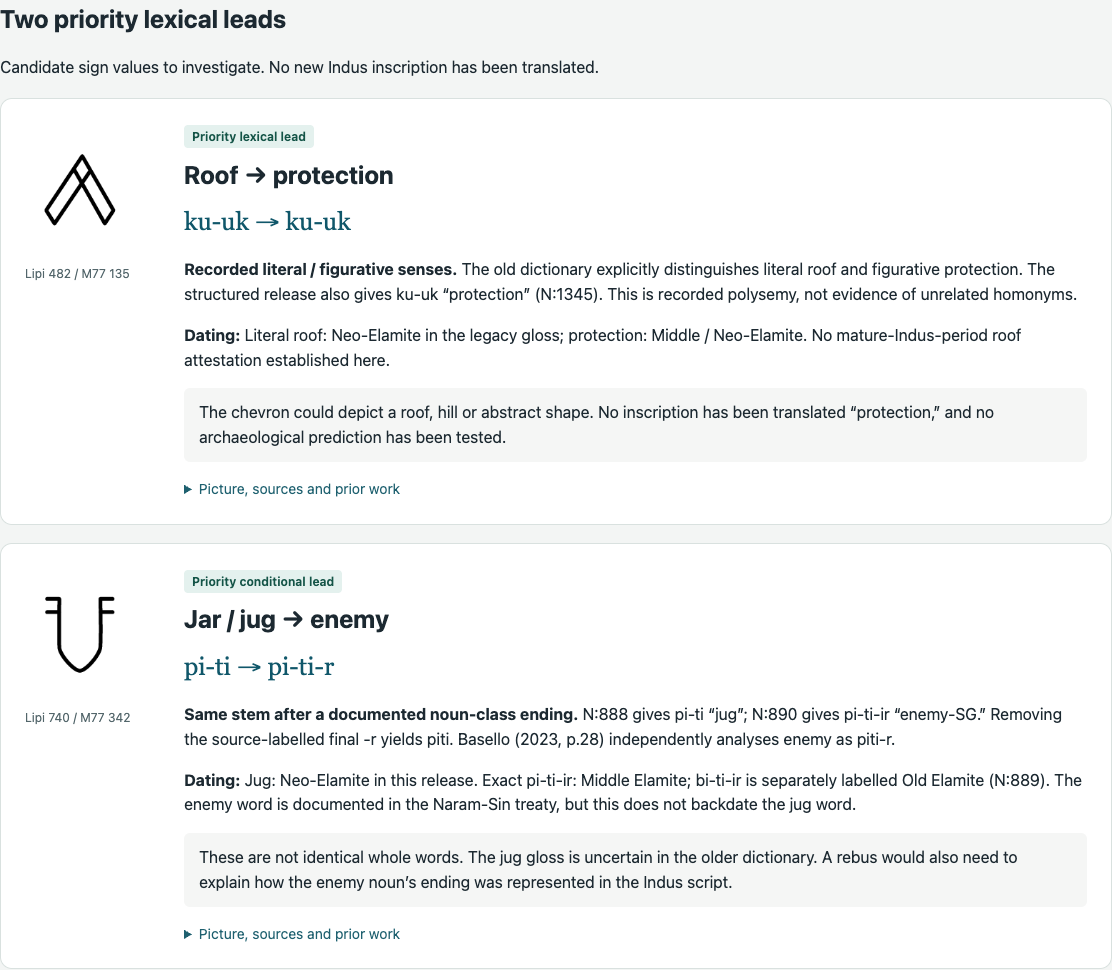 Two priority lexical leads
Candidate sign values to investigate. No new Indus inscription has been translated.
Priority lexical lead
Roof → protection
ku-uk → ku-uk
Lipi 482 / M77 135
Recorded literal / figurative senses. The old dictionary explicitly distinguishes literal roof and figurative protection. The
structured release also gives ku-uk “protection” (N:1345). This is recorded polysemy, not evidence of unrelated homonyms.
Dating: Literal roof: Neo-Elamite in the legacy gloss; protection: Middle / Neo-Elamite. No mature-Indus-period roof
attestation established here.
The chevron could depict a roof, hill or abstract shape. No inscription has been translated “protection,” and no
archaeological prediction has been tested.
▶ Picture, sources and prior work
Priority conditional lead
Jar / jug → enemy
pi-ti → pi-ti-r
Lipi 740 / M77 342
Same stem after a documented noun-class ending. N:888 gives pi-ti “jug”; N:890 gives pi-ti-ir “enemy-SG.” Removing
the source-labelled final -r yields piti. Basello (2023, p.28) independently analyses enemy as piti-r.
Dating: Jug: Neo-Elamite in this release. Exact pi-ti-ir: Middle Elamite; bi-ti-ir is separately labelled Old Elamite (N:889). The
enemy word is documented in the Naram-Sin treaty, but this does not backdate the jug word.
These are not identical whole words. The jug gloss is uncertain in the older dictionary. A rebus would also need to
explain how the enemy noun’s ending was represented in the Indus script.
▶ Picture, sources and prior work